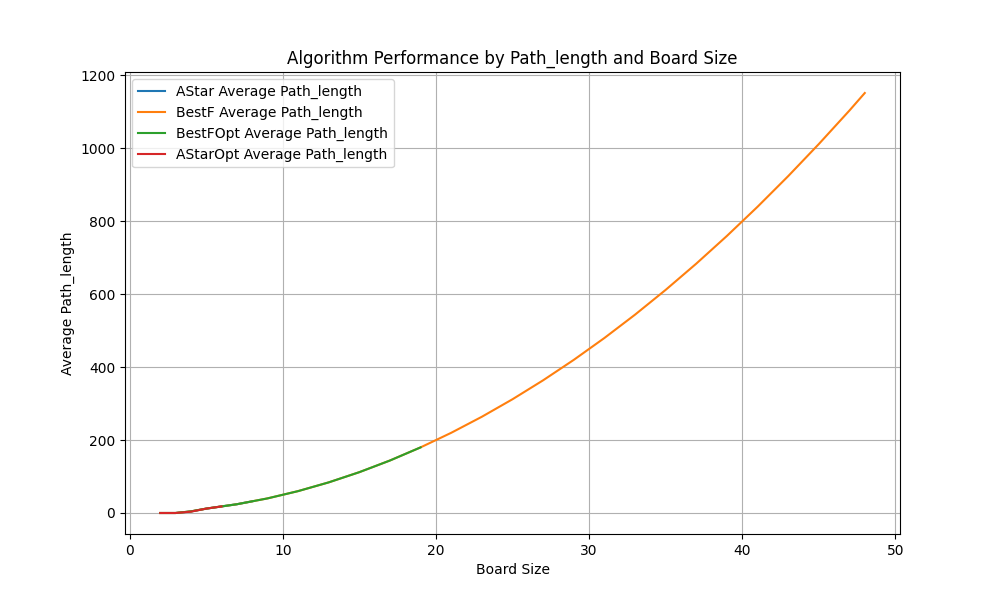 Algorithm Performance by Path_length and Board Size
AStar Average Path_length
BestF Average Path_length
BestFOpt Average Path_length
AStarOpt Average Path_length
1200
1000
800
600
400
200
0
Average Path_length
0 10 20 30 40 50
Board Size